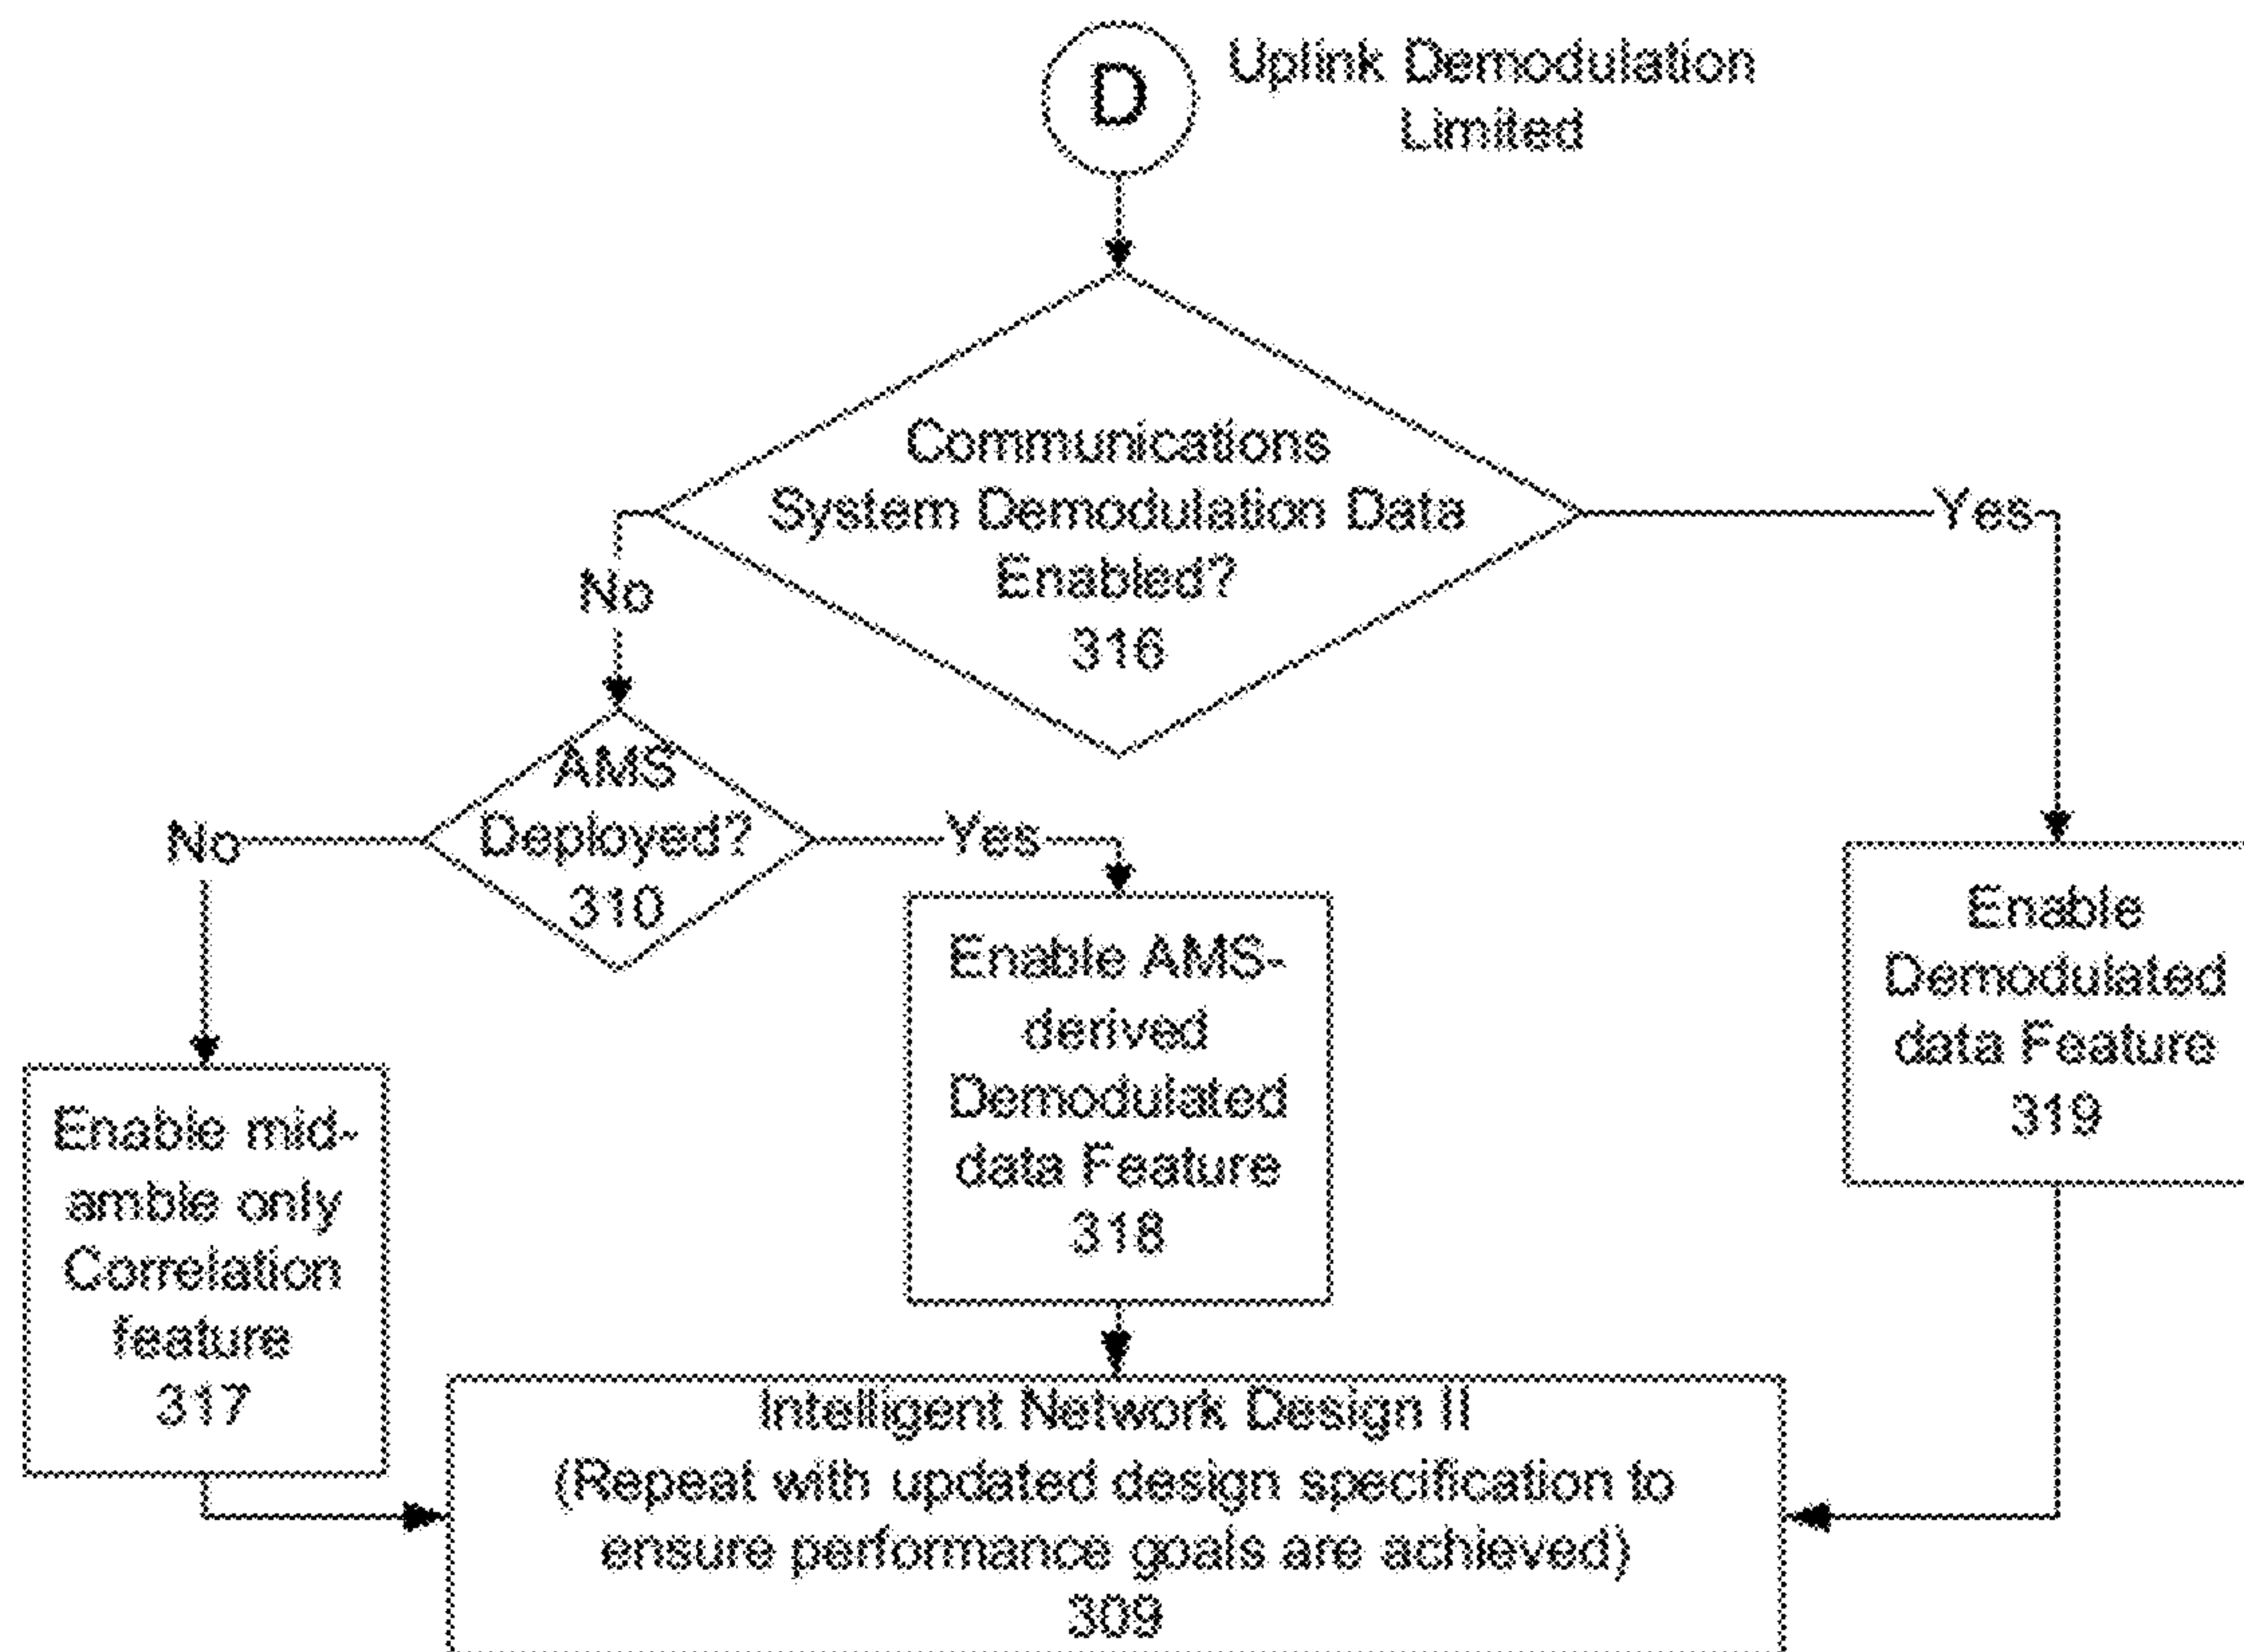 D
Uplink Demodulation
Limited
Communications
System Demodulation Data
Enabled?
316
Yes
No
AMS
Deployed?
310
No
Yes
Enable mid-
amble only
Correlation
feature
317
Enable AMS-
derived
Demodulated
data Feature
318
Enable
Demodulated
data Feature
319
Intelligent Network Design II
(Repeat with updated design specification to
ensure performance goals are achieved)
309